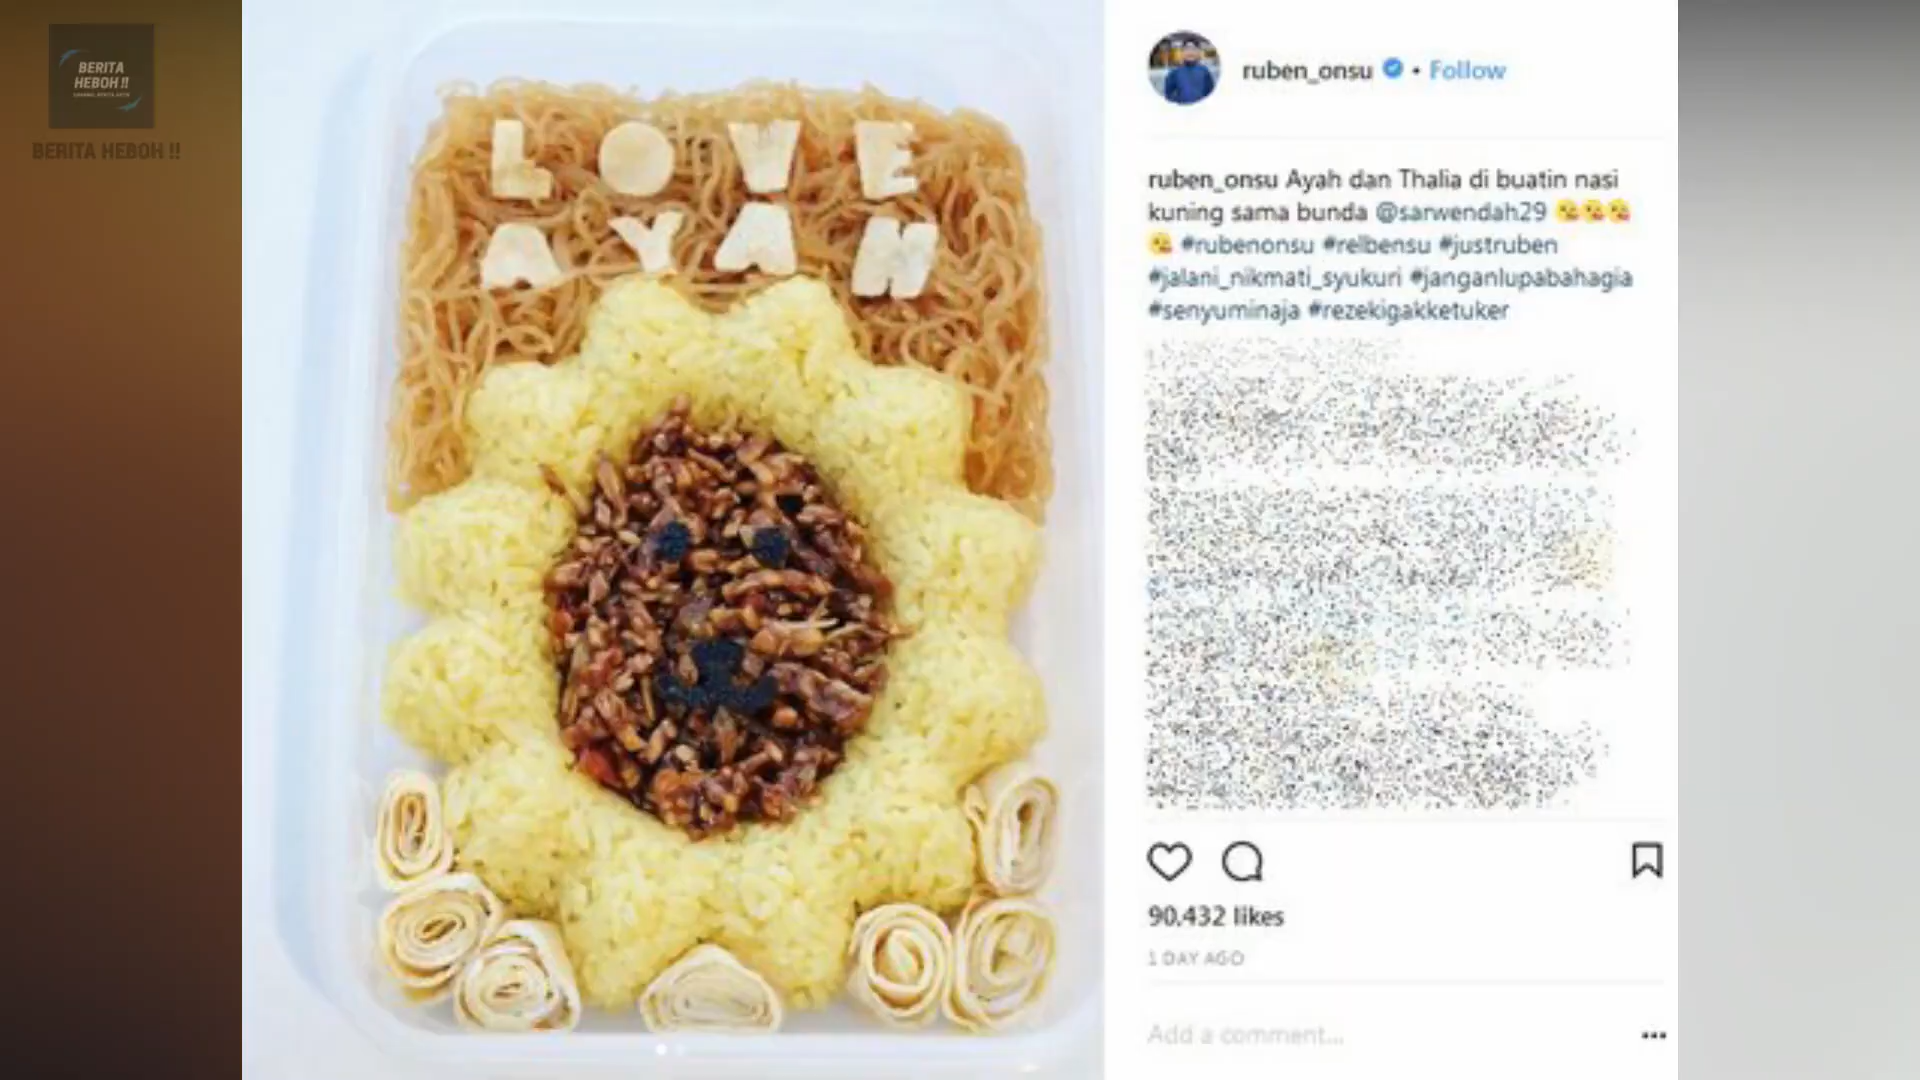 BERITA
HEBOH !!
BERITA HEBOH !!
LOVE
AYAH
ruben_onsu • Follow
ruben_onsu Ayah dan Thalia di buatin nasi
kuning sama bunda @sarwendah29 😘😘😘
😘 #rubenonsu #relbensu #justruben
#jalani_nikmati_syukuri #janganlupabahagia
#senyuminaja #rezekigakketuker
90,432 likes
1 DAY AGO
Add a comment...